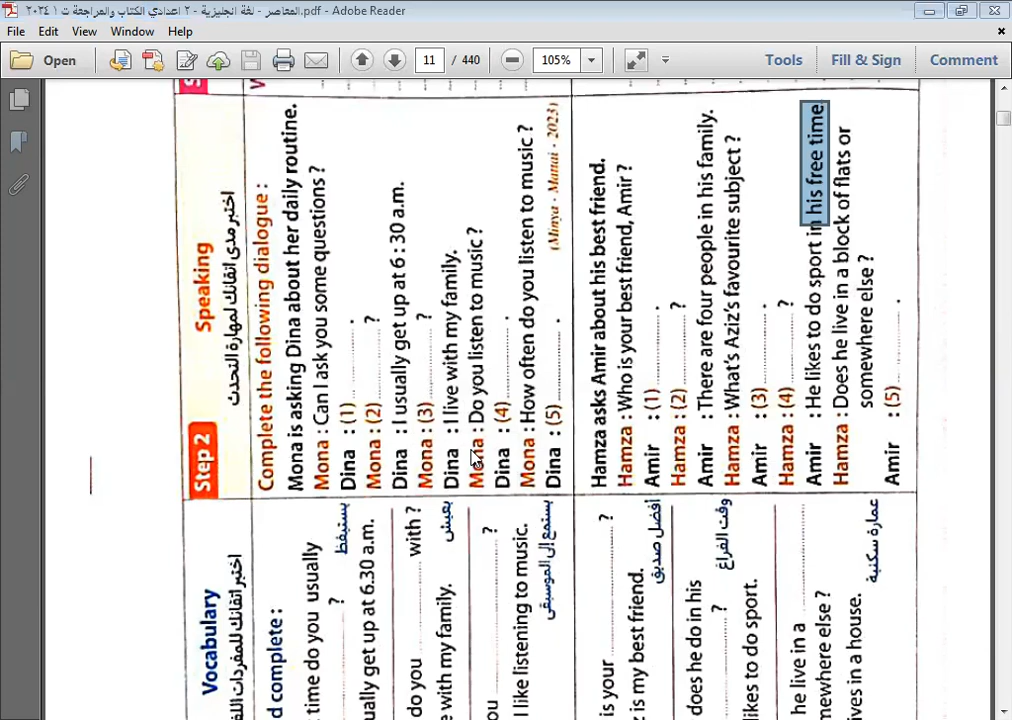 المعاصر - لغة انجليزية - ٢ اعدادي الكتاب والمراجعة ت ١ ٢٠٢٤.pdf - Adobe Reader
File Edit View Window Help
Open 11 / 440 105% Tools Fill & Sign Comment
Step 2 Speaking
اختبر مدى اتقانك لمهارة التحدث
Complete the following dialogue :
Mona is asking Dina about her daily routine.
Mona : Can I ask you some questions ?
Dina : (1) .................... .
Mona : (2) .................... ?
Dina : I usually get up at 6 : 30 a.m.
Mona : (3) .................... ?
Dina : I live with my family.
Mona : Do you listen to music ?
Dina : (4) .................... .
Mona : How often do you listen to music ?
Dina : (5) .................... .
(Minya - Mattai - 2023)
Hamza asks Amir about his best friend.
Hamza : Who is your best friend, Amir ?
Amir : (1) .................... .
Hamza : (2) .................... ?
Amir : There are four people in his family.
Hamza : What's Aziz's favourite subject ?
Amir : (3) .................... .
Hamza : (4) .................... ?
Amir : He likes to do sport in his free time.
Hamza : Does he live in a block of flats or
somewhere else ?
Amir : (5) .................... .
Vocabulary
d complete :
time do you usually
.................... ?
يستيقظ
ually get up at 6.30 a.m.
do you .................... with ?
يعيش
e with my family.
ou .................... ?
I like listening to music.
يستمع إلى الموسيقى
is your .................... ?
أفضل صديق
z is my best friend.
does he do in his
.................... ?
وقت الفراغ
likes to do sport.
he live in a ....................
mewhere else ?
عمارة سكنية
ives in a house.